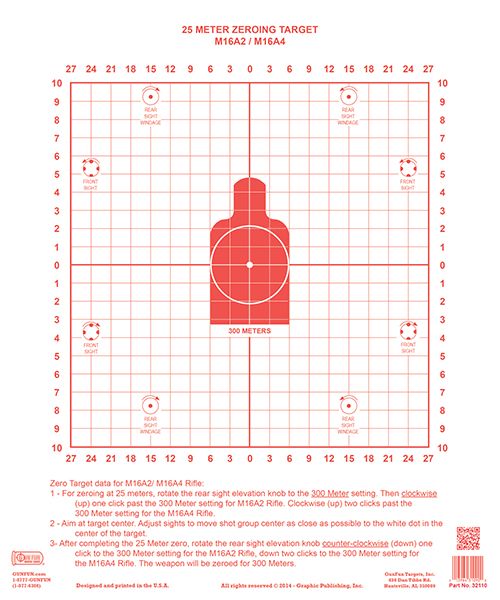 25 METER ZEROING TARGET
M16A2 / M16A4
27 24 21 18 15 12 9 6 3 0 3 6 9 12 15 18 21 24 27
10 10
9 9
8 8
REAR SIGHT WINDAGE REAR SIGHT WINDAGE
7 7
6 6
5 5
FRONT SIGHT FRONT SIGHT
4 4
3 3
2 2
1 1
0 0
1 1
2 2
3 3
300 METERS
4 4
FRONT SIGHT FRONT SIGHT
5 5
6 6
7 7
8 8
REAR SIGHT WINDAGE REAR SIGHT WINDAGE
9 9
10 10
27 24 21 18 15 12 9 6 3 0 3 6 9 12 15 18 21 24 27
Zero Target data for M16A2/ M16A4 Rifle:
1 - For zeroing at 25 meters, rotate the rear sight elevation knob to the 300 Meter setting. Then clockwise
(up) one click past the 300 Meter setting for M16A2 Rifle. Clockwise (up) two clicks past the
300 Meter setting for the M16A4 Rifle.
2 - Aim at target center. Adjust sights to move shot group center as close as possible to the white dot in the
center of the target.
3- After completing the 25 Meter zero, rotate the rear sight elevation knob counter-clockwise (down) one
click to the 300 Meter setting for the M16A2 Rifle, down two clicks to the 300 Meter setting for
the M16A4 Rifle. The weapon will be zeroed for 300 Meters.
GUNFUN.com
1-877-GUNFUN
Designed and printed in the U.S.A.
All rights reserved © 2014 - Graphic Publishing, Inc.
GunFun Targets, Inc.
Huntsville, AL 35806
Part No. 32110